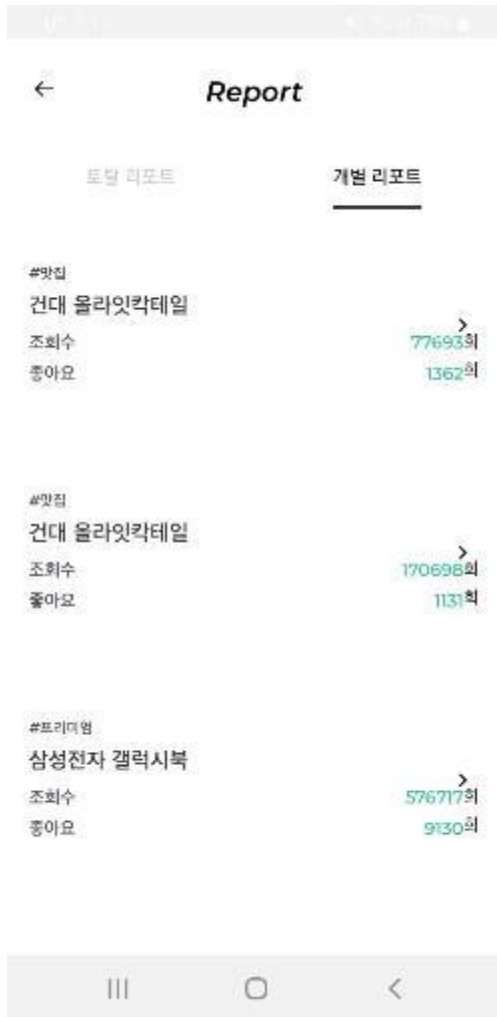 Report
토탈 리포트 개별 리포트
#맛집
건대 올라잇칵테일
조회수 77693회
좋아요 1362회
#맛집
건대 올라잇칵테일
조회수 170698회
좋아요 1131회
#프리미엄
삼성전자 갤럭시북
조회수 576717회
좋아요 9130회